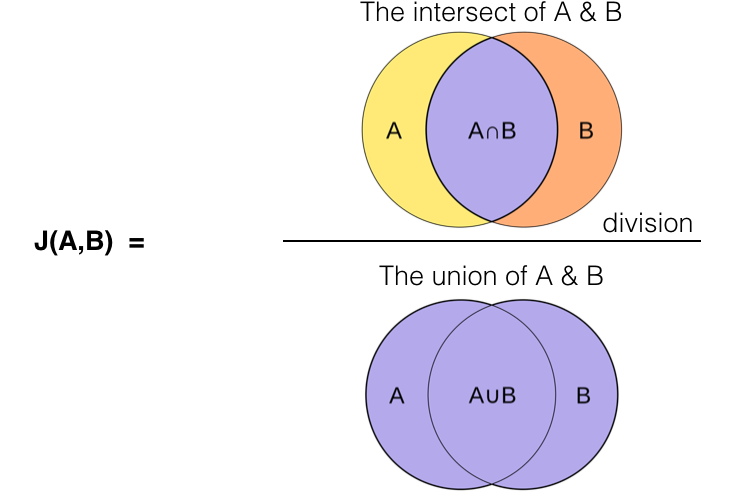 The intersect of A & B
A
A∩B
B
division
J(A,B) =
The union of A & B
A
A∪B
B